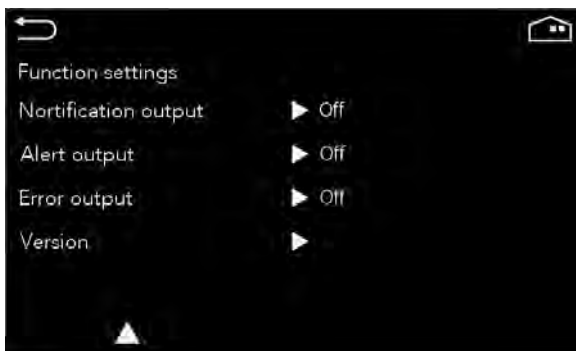 Function settings
Nortification output ▶ Off
Alert output ▶ Off
Error output ▶ Off
Version ▶